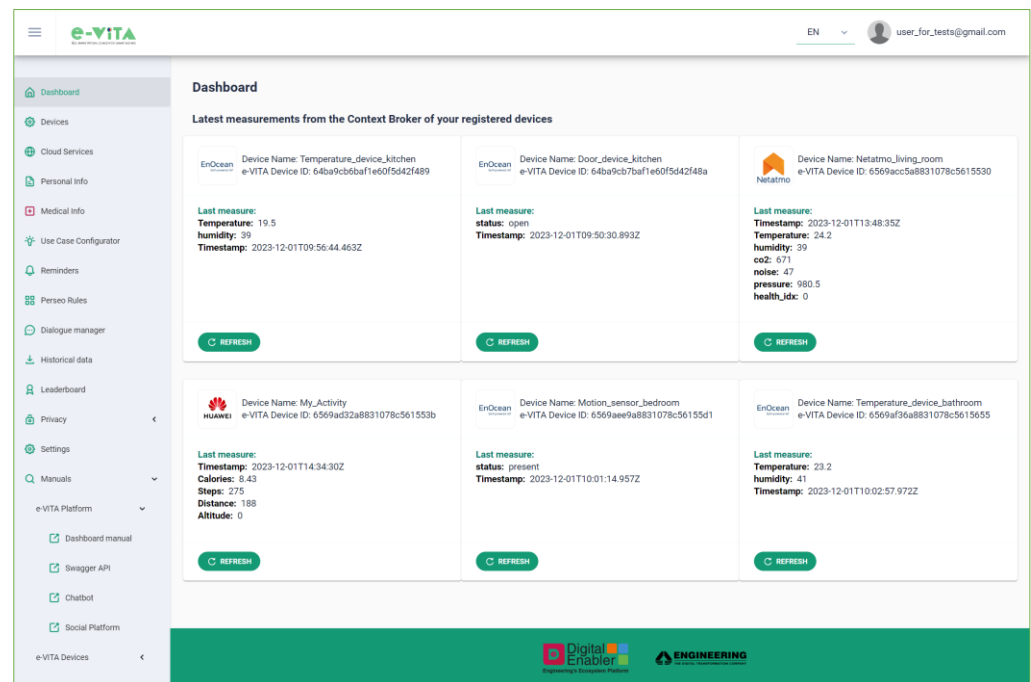 e-ViTA
EN
user_for_tests@gmail.com
Dashboard
Devices
Cloud Services
Personal Info
Medical Info
Use Case Configurator
Reminders
Perseo Rules
Dialogue manager
Historical data
Leaderboard
Privacy
Settings
Manuals
e-VITA Platform
Dashboard manual
Swagger API
Chatbot
Social Platform
e-VITA Devices
Dashboard
Latest measurements from the Context Broker of your registered devices
EnOcean
Device Name: Temperature_device_kitchen
e-VITA Device ID: 64ba9cb6baf1e60f5d42f489
Last measure:
Temperature: 19.5
humidity: 39
Timestamp: 2023-12-01T09:56:44.463Z
REFRESH
EnOcean
Device Name: Door_device_kitchen
e-VITA Device ID: 64ba9cb7baf1e60f5d42f48a
Last measure:
status: open
Timestamp: 2023-12-01T09:50:30.893Z
REFRESH
Netatmo
Device Name: Netatmo_living_room
e-VITA Device ID: 6569acc5a8831078c5615530
Last measure:
Timestamp: 2023-12-01T13:48:35Z
Temperature: 24.2
humidity: 39
co2: 671
noise: 47
pressure: 980.5
health_idx: 0
REFRESH
HUAWEI
Device Name: My_Activity
e-VITA Device ID: 6569ad32a8831078c561553b
Last measure:
Timestamp: 2023-12-01T14:34:30Z
Calories: 8.43
Steps: 275
Distance: 188
Altitude: 0
REFRESH
EnOcean
Device Name: Motion_sensor_bedroom
e-VITA Device ID: 6569aee9a8831078c56155d1
Last measure:
status: present
Timestamp: 2023-12-01T10:01:14.957Z
REFRESH
EnOcean
Device Name: Temperature_device_bathroom
e-VITA Device ID: 6569af36a8831078c5615655
Last measure:
Temperature: 23.2
humidity: 41
Timestamp: 2023-12-01T10:02:57.972Z
REFRESH
Digital
Enabler
Engineering's Ecosystem Platform
ENGINEERING
THE DIGITAL TRANSFORMATION COMPANY